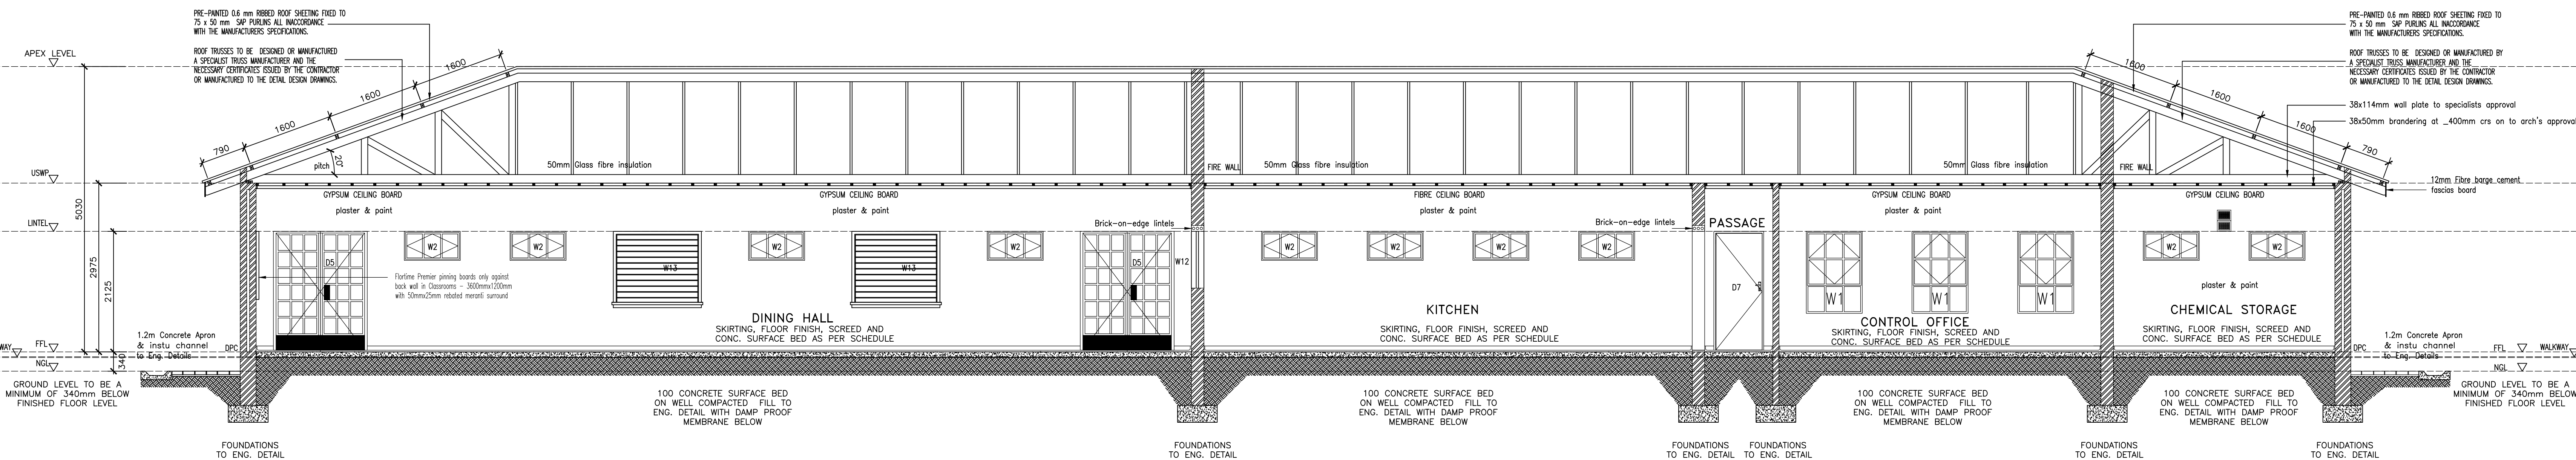 PRE-PAINTED 0.6 mm RIBBED ROOF SHEETING FIXED TO
75 x 50 mm SAP PURLINS ALL INACCORDANCE
WITH THE MANUFACTURERS SPECIFICATIONS.
ROOF TRUSSES TO BE DESIGNED OR MANUFACTURED
A SPECIALIST TRUSS MANUFACTURER AND THE
NECESSARY CERTIFICATES ISSUED BY THE CONTRACTOR
OR MANUFACTURED TO THE DETAIL DESIGN DRAWINGS.
PRE-PAINTED 0.6 mm RIBBED ROOF SHEETING FIXED TO
75 x 50 mm SAP PURLINS ALL INACCORDANCE
WITH THE MANUFACTURERS SPECIFICATIONS.
ROOF TRUSSES TO BE DESIGNED OR MANUFACTURED BY
A SPECIALIST TRUSS MANUFACTURER AND THE
NECESSARY CERTIFICATES ISSUED BY THE CONTRACTOR
OR MANUFACTURED TO THE DETAIL DESIGN DRAWINGS.
38x114mm wall plate to specialists approval
38x50mm brandering at _400mm crs on to arch's approval
12mm Fibre barge cement
fascias board
APEX LEVEL
USWP
LINTEL
FFL
NGL
WAY
5030
2975
2125
340
790
1600
1600
1600
pitch
20°
1600
1600
1600
790
50mm Glass fibre insulation
FIRE WALL
50mm Glass fibre insulation
50mm Glass fibre insulation
FIRE WALL
GYPSUM CEILING BOARD
plaster & paint
GYPSUM CEILING BOARD
plaster & paint
FIBRE CEILING BOARD
plaster & paint
GYPSUM CEILING BOARD
plaster & paint
GYPSUM CEILING BOARD
Brick-on-edge lintels
Brick-on-edge lintels
PASSAGE
D5
W2
W2
W13
W2
W13
W2
D5
W12
W2
W2
W2
W2
D7
W1
W1
W1
W2
W2
plaster & paint
Flortime Premier pinning boards only against
back wall in Classrooms - 3600mmx1200mm
with 50mmx25mm rebated meranti surround
DINING HALL
SKIRTING, FLOOR FINISH, SCREED AND
CONC. SURFACE BED AS PER SCHEDULE
KITCHEN
SKIRTING, FLOOR FINISH, SCREED AND
CONC. SURFACE BED AS PER SCHEDULE
CONTROL OFFICE
SKIRTING, FLOOR FINISH, SCREED AND
CONC. SURFACE BED AS PER SCHEDULE
CHEMICAL STORAGE
SKIRTING, FLOOR FINISH, SCREED AND
CONC. SURFACE BED AS PER SCHEDULE
1.2m Concrete Apron
& instu channel
to Eng. Details
DPC
DPC
1.2m Concrete Apron
& instu channel
to Eng. Details
FFL
WALKWAY
NGL
GROUND LEVEL TO BE A
MINIMUM OF 340mm BELOW
FINISHED FLOOR LEVEL
100 CONCRETE SURFACE BED
ON WELL COMPACTED FILL TO
ENG. DETAIL WITH DAMP PROOF
MEMBRANE BELOW
100 CONCRETE SURFACE BED
ON WELL COMPACTED FILL TO
ENG. DETAIL WITH DAMP PROOF
MEMBRANE BELOW
100 CONCRETE SURFACE BED
ON WELL COMPACTED FILL TO
ENG. DETAIL WITH DAMP PROOF
MEMBRANE BELOW
100 CONCRETE SURFACE BED
ON WELL COMPACTED FILL TO
ENG. DETAIL WITH DAMP PROOF
MEMBRANE BELOW
GROUND LEVEL TO BE A
MINIMUM OF 340mm BELOW
FINISHED FLOOR LEVEL
FOUNDATIONS
TO ENG. DETAIL
FOUNDATIONS
TO ENG. DETAIL
FOUNDATIONS
TO ENG. DETAIL
FOUNDATIONS
TO ENG. DETAIL
FOUNDATIONS
TO ENG. DETAIL
FOUNDATIONS
TO ENG. DETAIL